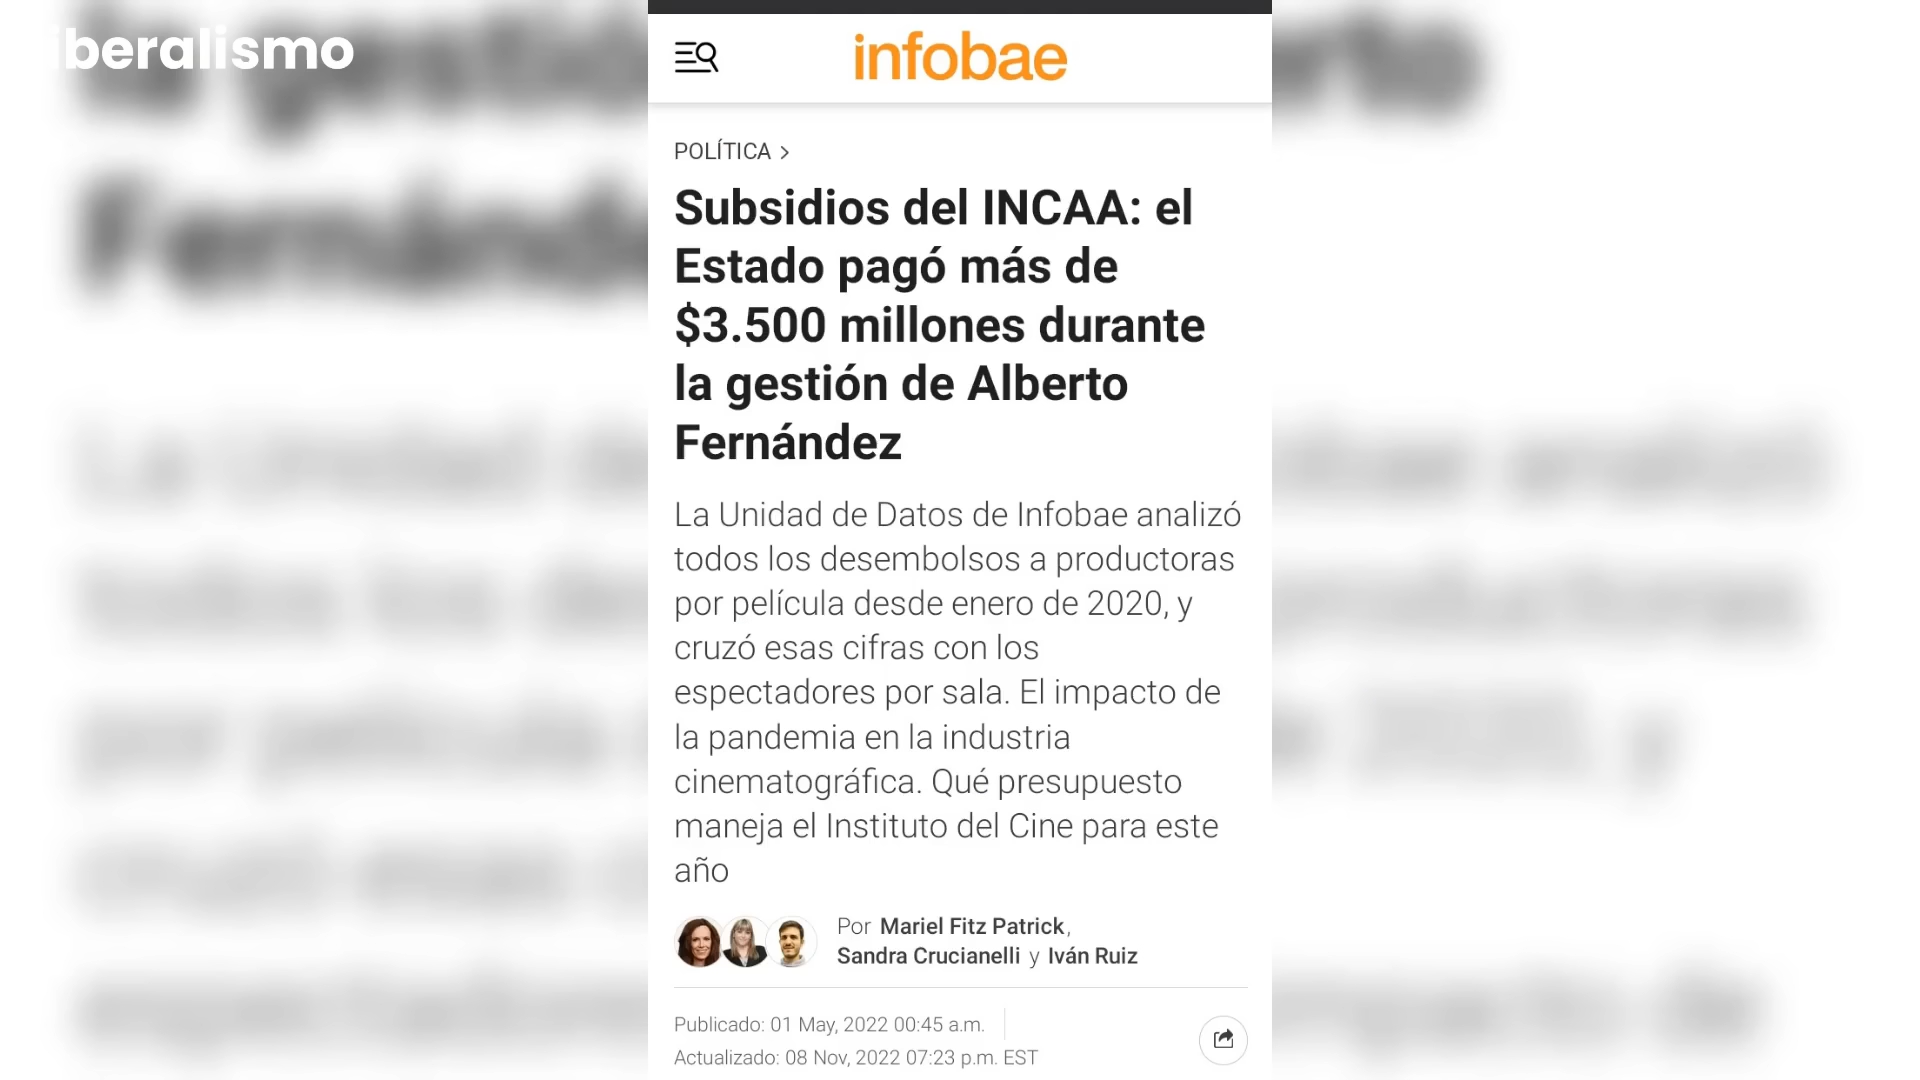 iberalismo
infobae
POLÍTICA >
Subsidios del INCAA: el
Estado pagó más de
$3.500 millones durante
la gestión de Alberto
Fernández
La Unidad de Datos de Infobae analizó
todos los desembolsos a productoras
por película desde enero de 2020, y
cruzó esas cifras con los
espectadores por sala. El impacto de
la pandemia en la industria
cinematográfica. Qué presupuesto
maneja el Instituto del Cine para este
año
Por Mariel Fitz Patrick,
Sandra Crucianelli y Iván Ruiz
Publicado: 01 May, 2022 00:45 a.m.
Actualizado: 08 Nov, 2022 07:23 p.m. EST